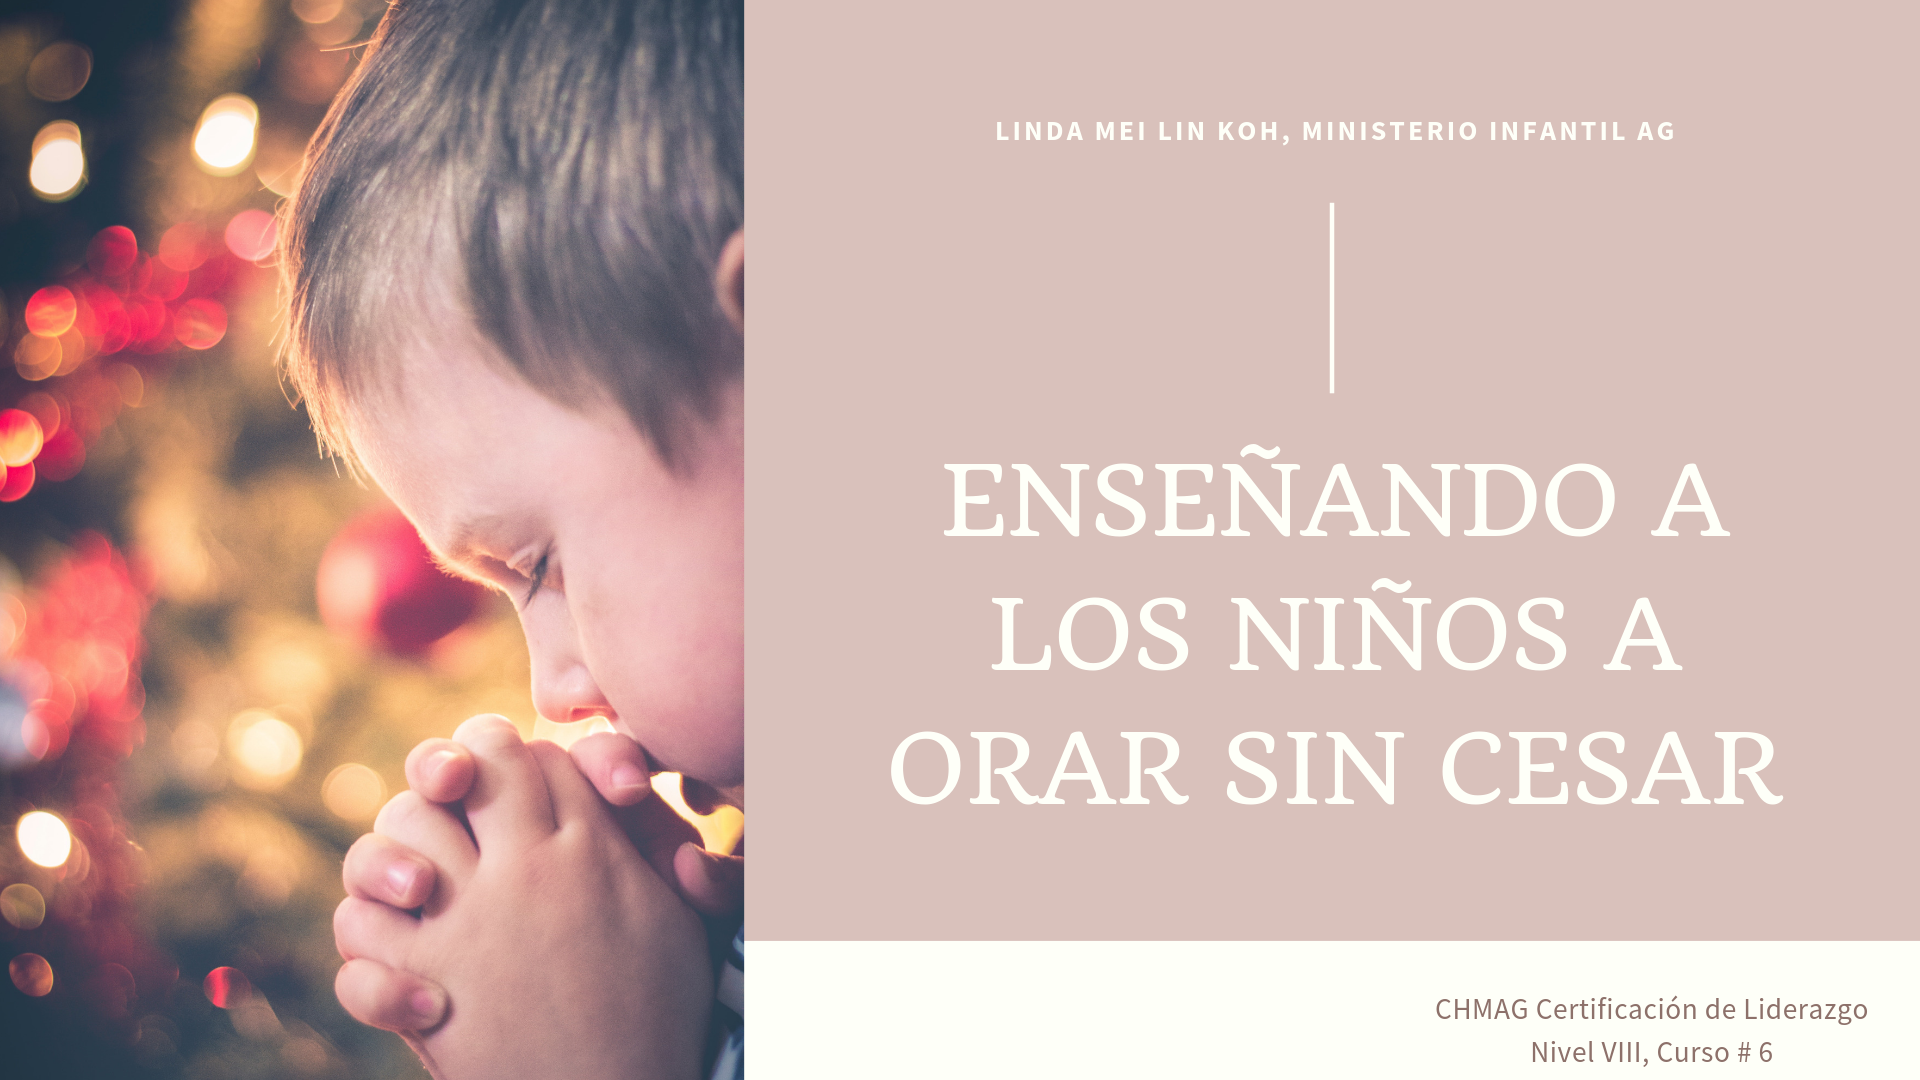 LINDA MEI LIN KOH, MINISTERIO INFANTIL AG
ENSEÑANDO A
LOS NIÑOS A
ORAR SIN CESAR
CHMAG Certificación de Liderazgo
Nivel VIII, Curso # 6